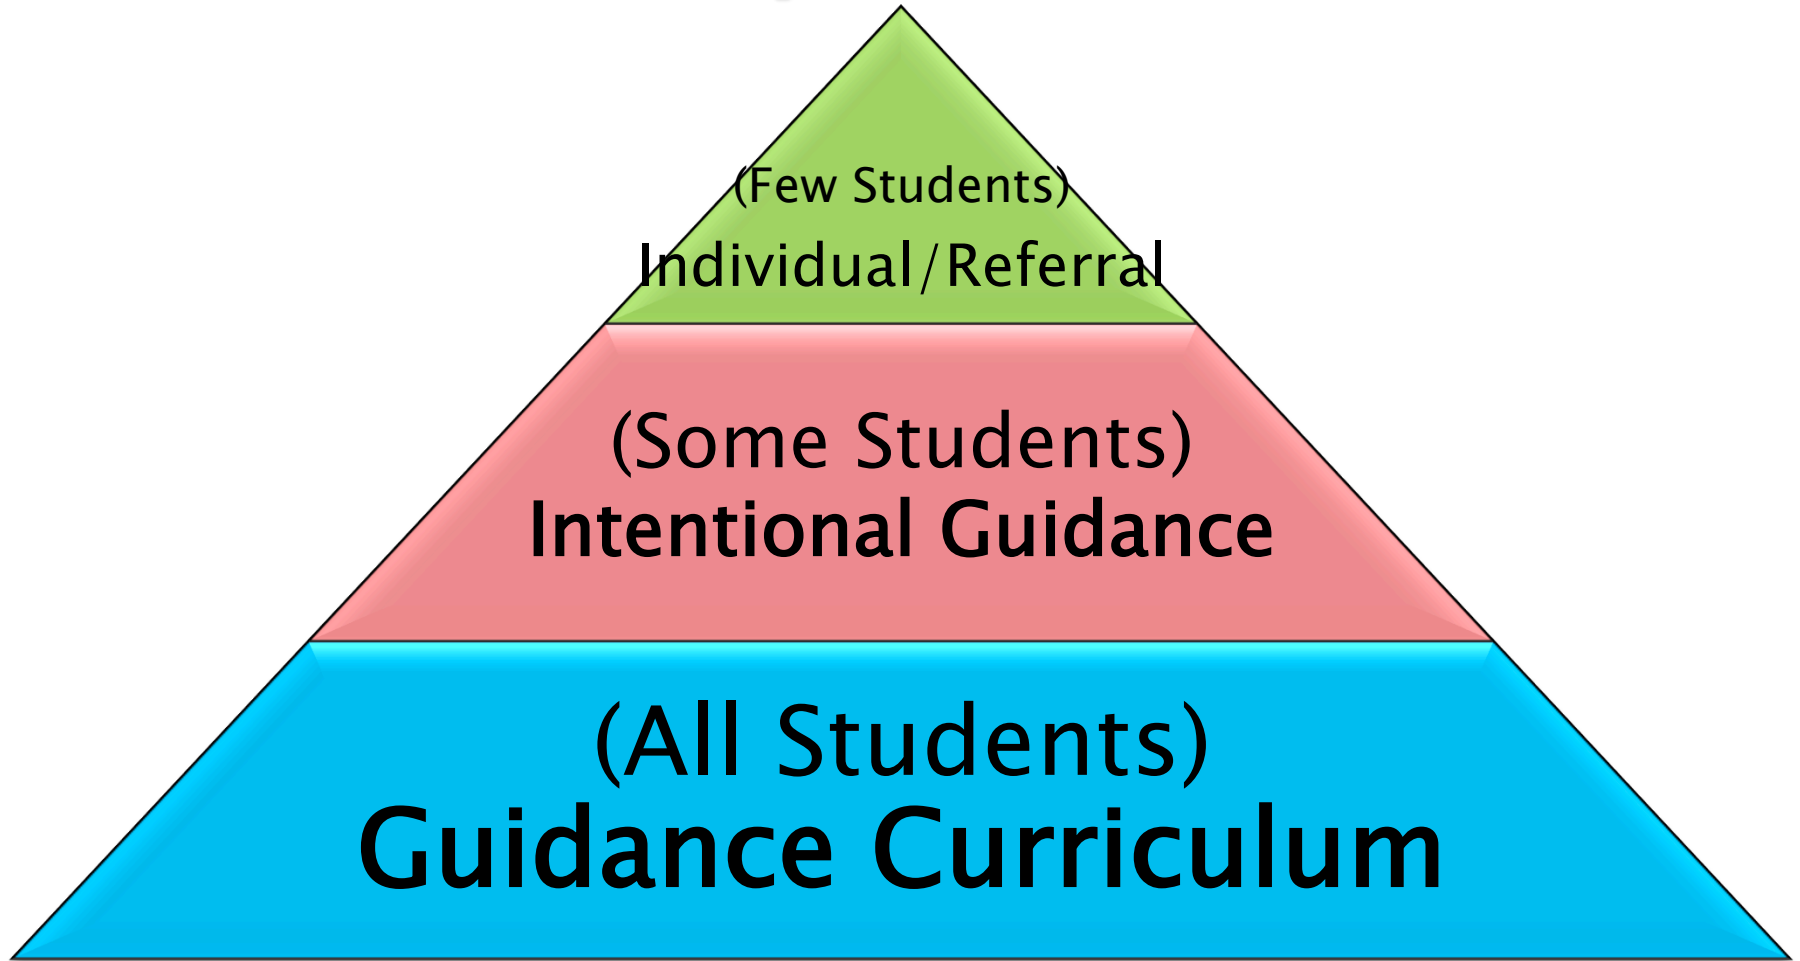 (Few Students)
Individual/Referral
(Some Students)
Intentional Guidance
(All Students)
Guidance Curriculum